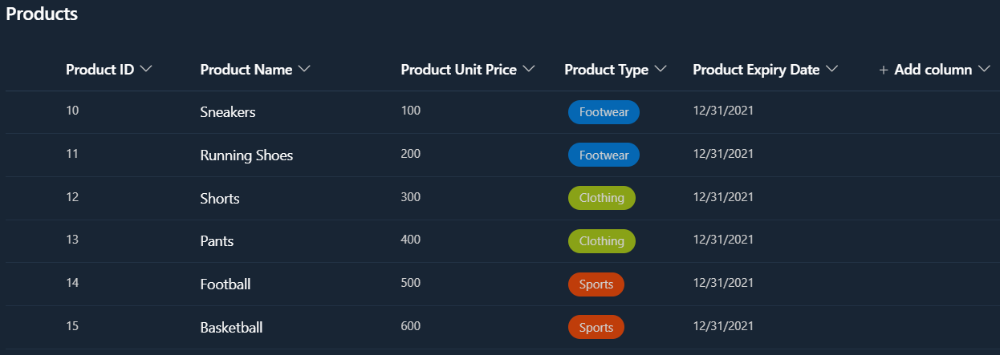 Products
Product ID Product Name Product Unit Price Product Type Product Expiry Date + Add column
10 Sneakers 100 Footwear 12/31/2021
11 Running Shoes 200 Footwear 12/31/2021
12 Shorts 300 Clothing 12/31/2021
13 Pants 400 Clothing 12/31/2021
14 Football 500 Sports 12/31/2021
15 Basketball 600 Sports 12/31/2021